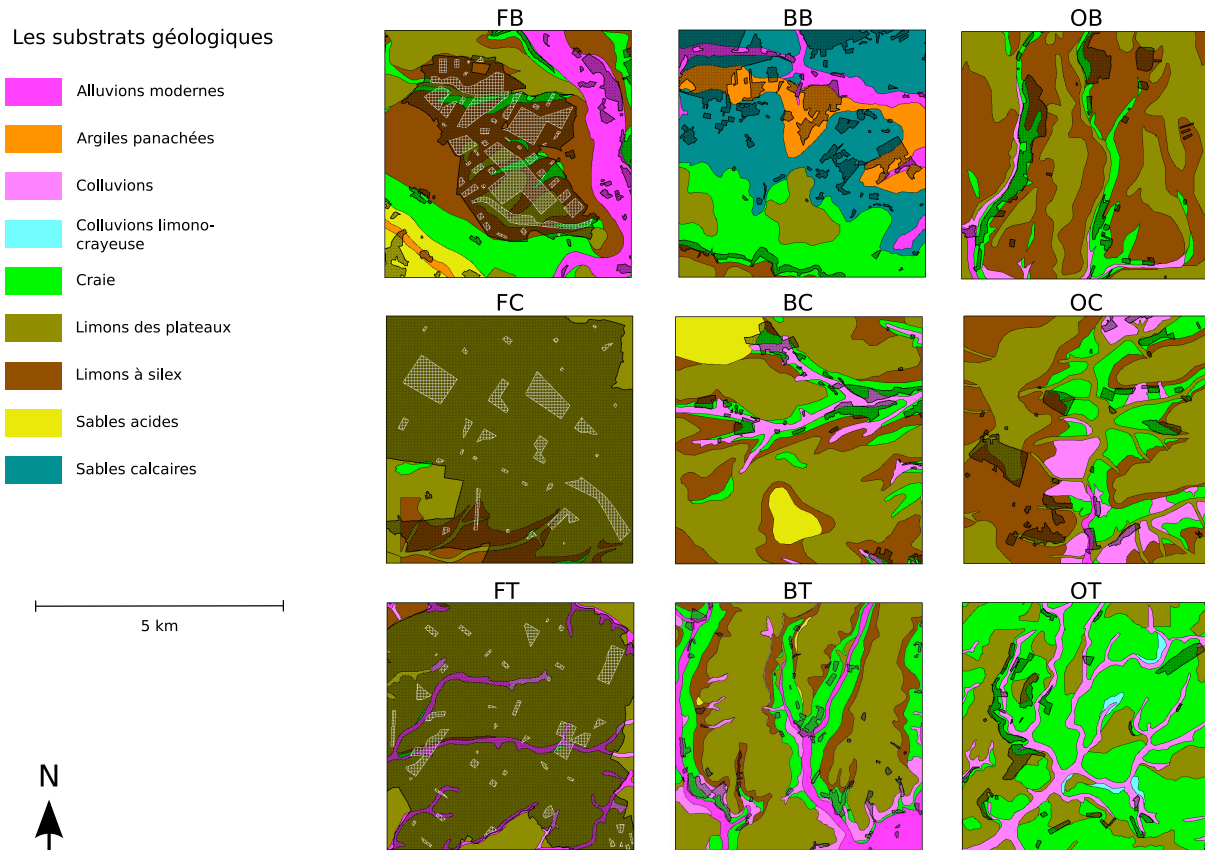 Les substrats géologiques
Alluvions modernes
Argiles panachées
Colluvions
Colluvions limono-
crayeuse
Craie
Limons des plateaux
Limons à silex
Sables acides
Sables calcaires
5 km
N
FB
BB
OB
FC
BC
OC
FT
BT
OT